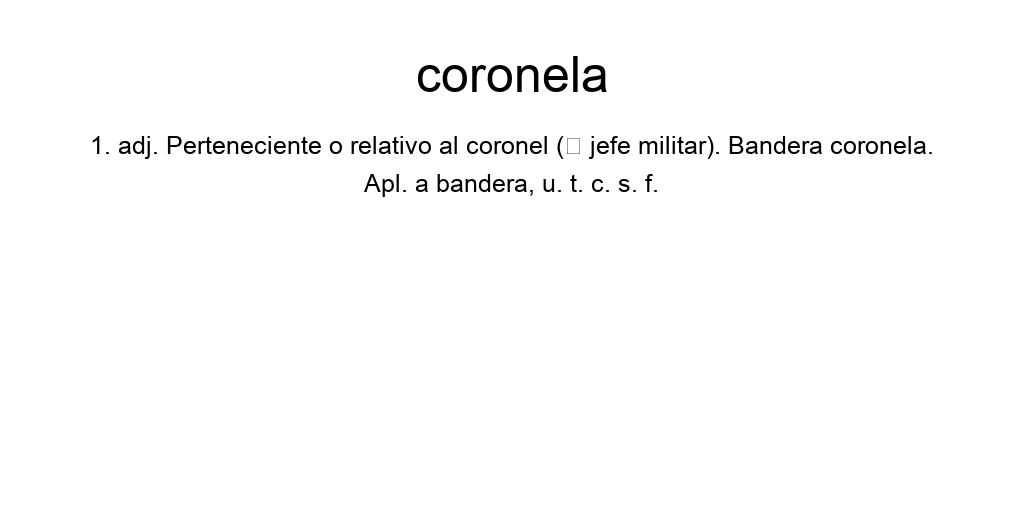 coronela
1. adj. Perteneciente o relativo al coronel (▯ jefe militar). Bandera coronela.
Apl. a bandera, u. t. c. s. f.